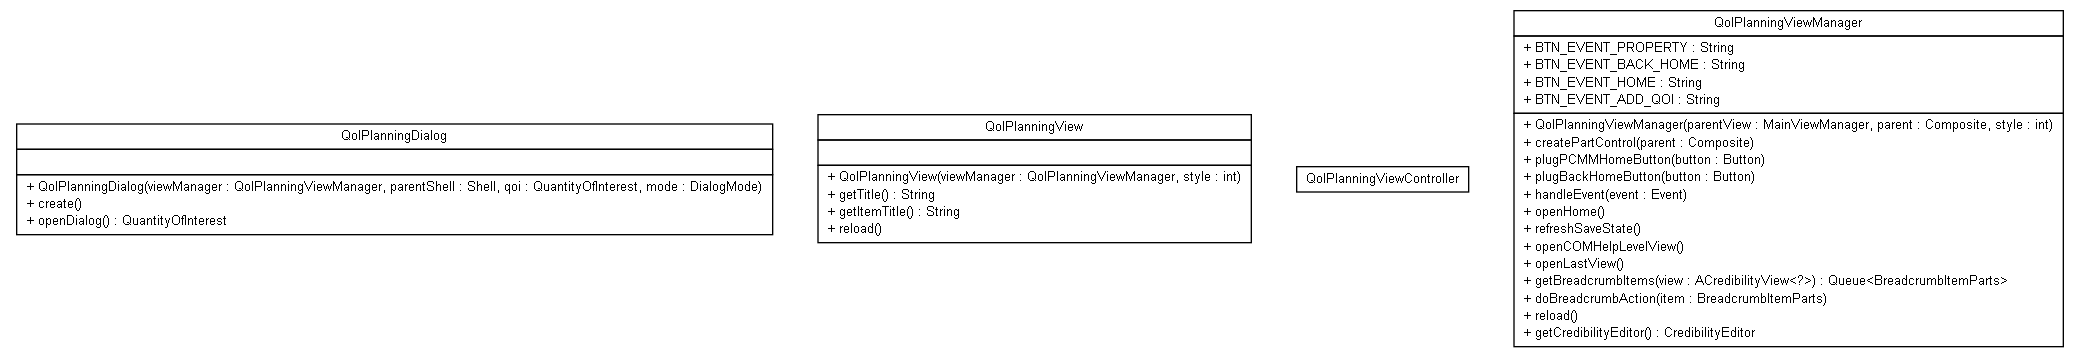 QoIPlanningDialog
+ QoIPlanningDialog(viewManager : QoIPlanningViewManager, parentShell : Shell, qoi : QuantityOfInterest, mode : DialogMode)
+ create()
+ openDialog() : QuantityOfInterest
QoIPlanningView
+ QoIPlanningView(viewManager : QoIPlanningViewManager, style : int)
+ getTitle() : String
+ getItemTitle() : String
+ reload()
QoIPlanningViewController
QoIPlanningViewManager
+ BTN_EVENT_PROPERTY : String
+ BTN_EVENT_BACK_HOME : String
+ BTN_EVENT_HOME : String
+ BTN_EVENT_ADD_QOI : String
+ QoIPlanningViewManager(parentView : MainViewManager, parent : Composite, style : int)
+ createPartControl(parent : Composite)
+ plugPCMMHomeButton(button : Button)
+ plugBackHomeButton(button : Button)
+ handleEvent(event : Event)
+ openHome()
+ refreshSaveState()
+ openCOMHelpLevelView()
+ openLastView()
+ getBreadcrumbItems(view : ACredibilityView<?>) : Queue<BreadcrumbItemParts>
+ doBreadcrumbAction(item : BreadcrumbItemParts)
+ reload()
+ getCredibilityEditor() : CredibilityEditor